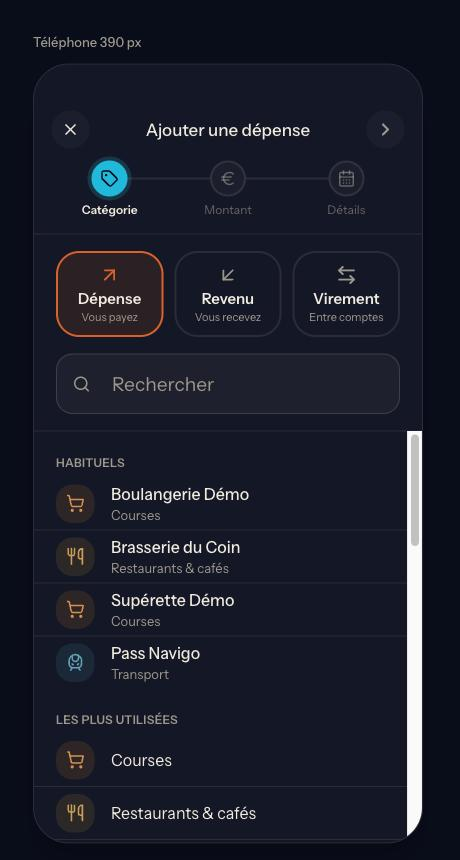 Téléphone 390 px
Ajouter une dépense
Catégorie
Montant
Détails
Dépense
Vous payez
Revenu
Vous recevez
Virement
Entre comptes
Rechercher
HABITUELS
Boulangerie Démo
Courses
Brasserie du Coin
Restaurants & cafés
Supérette Démo
Courses
Pass Navigo
Transport
LES PLUS UTILISÉES
Courses
Restaurants & cafés